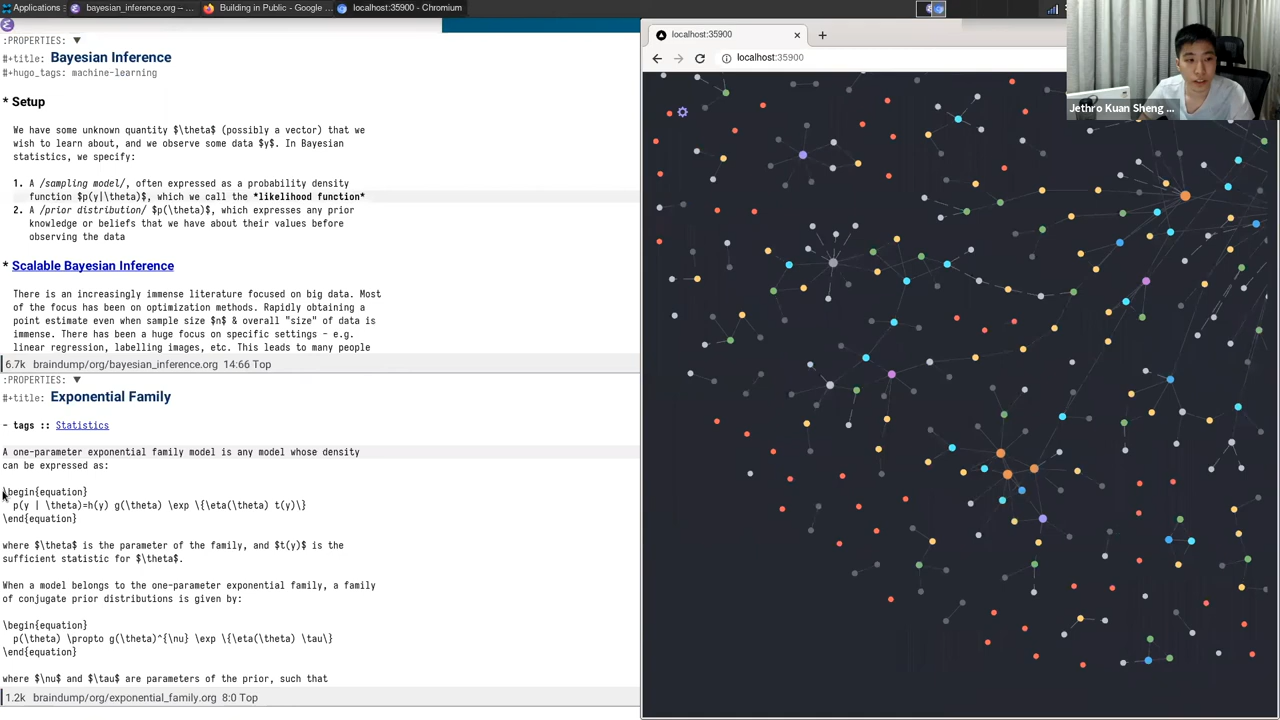 Applications
bayesian_inference.org – ...
Building in Public - Google ...
localhost:35900 - Chromium
:PROPERTIES: ▼
#+title: Bayesian Inference
#+hugo_tags: machine-learning
* Setup
We have some unknown quantity $\theta$ (possibly a vector) that we
wish to learn about, and we observe some data $y$. In Bayesian
statistics, we specify:
1. A /sampling model/, often expressed as a probability density
function $p(y|\theta)$, which we call the *likelihood function*
2. A /prior distribution/ $p(\theta)$, which expresses any prior
knowledge or beliefs that we have about their values before
observing the data
* Scalable Bayesian Inference
There is an increasingly immense literature focused on big data. Most
of the focus has been on optimization methods. Rapidly obtaining a
point estimate even when sample size $n$ & overall "size" of data is
immense. There has been a huge focus on specific settings – e.g.
linear regression, labelling images, etc. This leads to many people
6.7k braindump/org/bayesian_inference.org 14:66 Top
:PROPERTIES: ▼
#+title: Exponential Family
- tags :: Statistics
A one-parameter exponential family model is any model whose density
can be expressed as:
\begin{equation}
p(y | \theta)=h(y) g(\theta) \exp \{\eta(\theta) t(y)\}
\end{equation}
where $\theta$ is the parameter of the family, and $t(y)$ is the
sufficient statistic for $\theta$.
When a model belongs to the one-parameter exponential family, a family
of conjugate prior distributions is given by:
\begin{equation}
p(\theta) \propto g(\theta)^{\nu} \exp \{\eta(\theta) \tau\}
\end{equation}
where $\nu$ and $\tau$ are parameters of the prior, such that
1.2k braindump/org/exponential_family.org 8:0 Top
localhost:35900
localhost:35900
Jethro Kuan Sheng ...